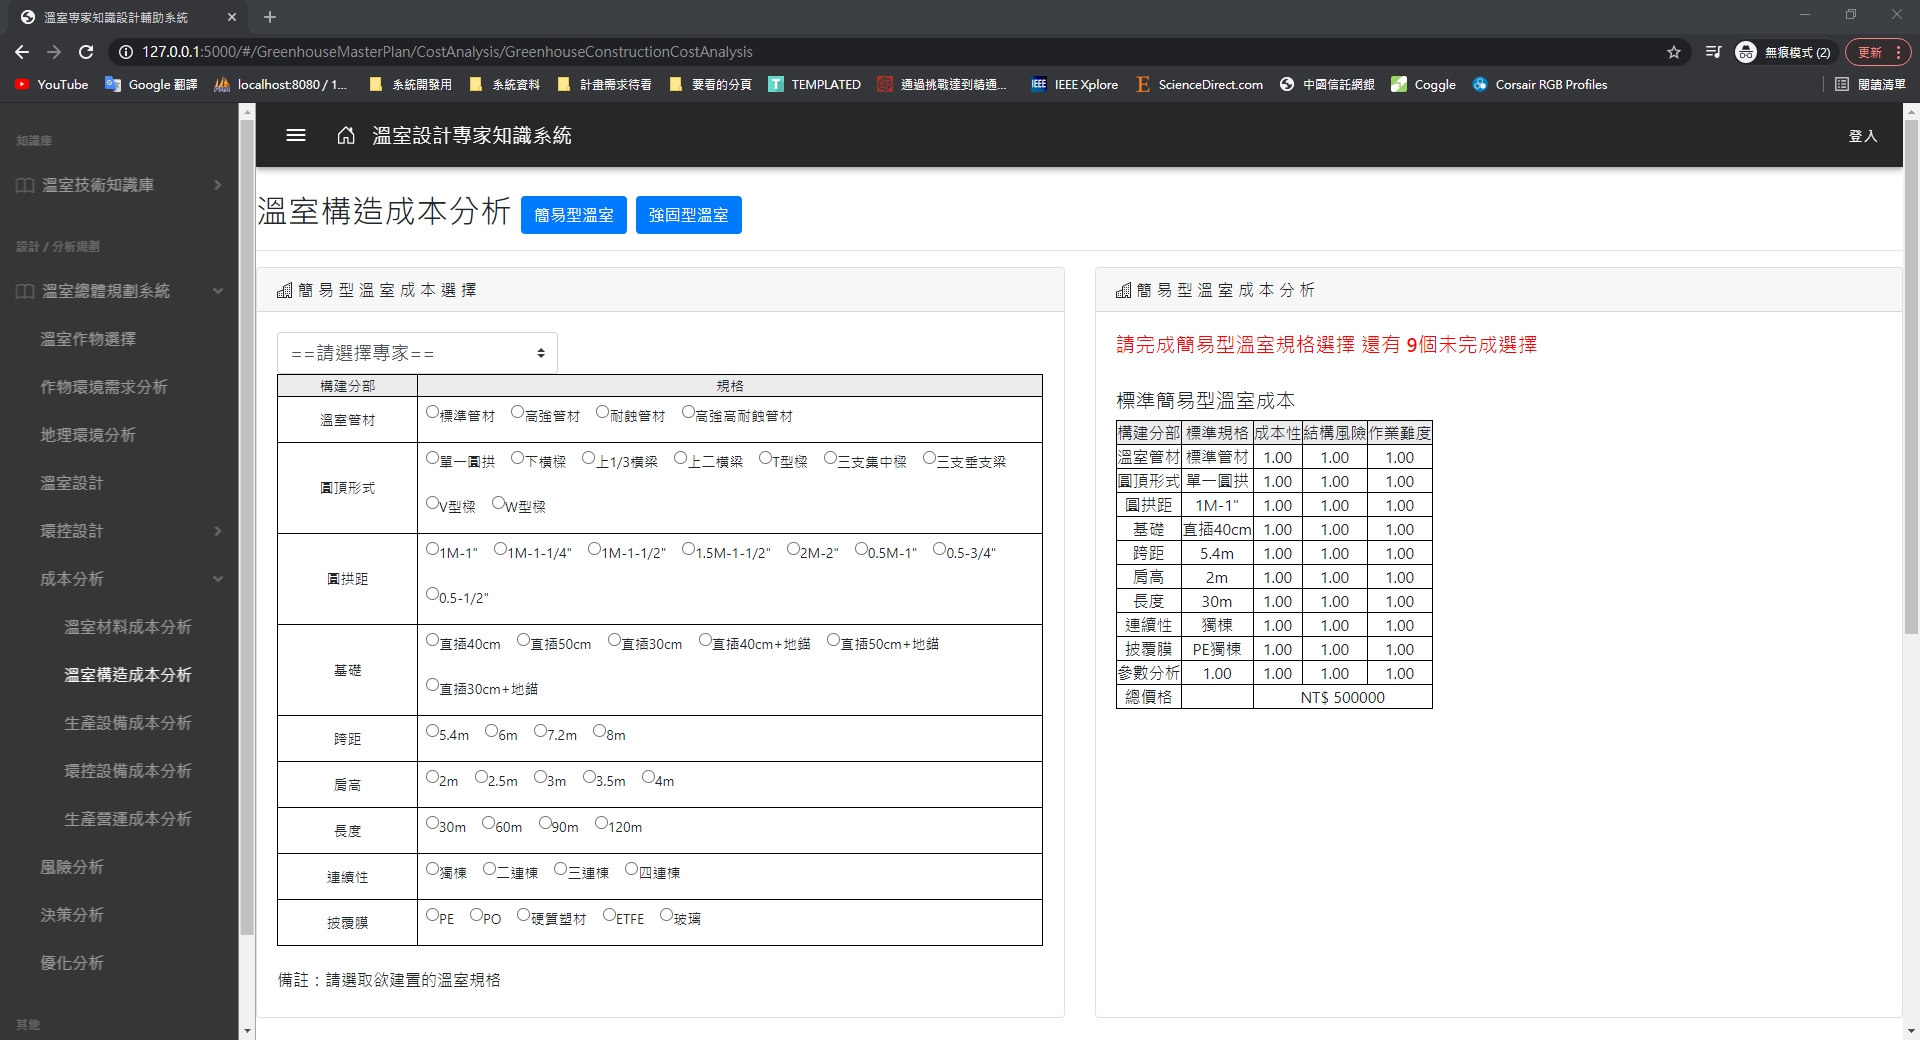 溫室專家知識設計輔助系統
127.0.0.1:5000/#/GreenhouseMasterPlan/CostAnalysis/GreenhouseConstructionCostAnalysis
無痕模式 (2)
更新
YouTube
Google 翻譯
localhost:8080 / 1...
系統開發用
系統資料
計畫需求待看
要看的分頁
TEMPLATED
通過挑戰達到精通...
IEEE Xplore
ScienceDirect.com
中國信託網銀
Coggle
Corsair RGB Profiles
閱讀清單
知識庫
溫室技術知識庫
設計 / 分析規劃
溫室總體規劃系統
溫室作物選擇
作物環境需求分析
地理環境分析
溫室設計
環控設計
成本分析
溫室材料成本分析
溫室構造成本分析
生產設備成本分析
環控設備成本分析
生產營運成本分析
風險分析
決策分析
優化分析
其他
溫室設計專家知識系統
登入
溫室構造成本分析 簡易型溫室 強固型溫室
簡易型溫室成本選擇
==請選擇專家==
構建分部 規格
溫室管材 標準管材 高強管材 耐蝕管材 高強高耐蝕管材
圓頂形式 單一圓拱 下橫樑 上1/3橫梁 上二橫梁 T型樑 三支集中樑 三支垂支梁
V型樑 W型樑
圓拱距 1M-1" 1M-1-1/4" 1M-1-1/2" 1.5M-1-1/2" 2M-2" 0.5M-1" 0.5-3/4"
0.5-1/2"
基礎 直插40cm 直插50cm 直插30cm 直插40cm+地錨 直插50cm+地錨
直插30cm+地錨
跨距 5.4m 6m 7.2m 8m
肩高 2m 2.5m 3m 3.5m 4m
長度 30m 60m 90m 120m
連續性 獨棟 二連棟 三連棟 四連棟
披覆膜 PE PO 硬質塑材 ETFE 玻璃
備註：請選取欲建置的溫室規格
簡易型溫室成本分析
請完成簡易型溫室規格選擇 還有 9個未完成選擇
標準簡易型溫室成本
構建分部 標準規格 成本性 結構風險 作業難度
溫室管材 標準管材 1.00 1.00 1.00
圓頂形式 單一圓拱 1.00 1.00 1.00
圓拱距 1M-1" 1.00 1.00 1.00
基礎 直插40cm 1.00 1.00 1.00
跨距 5.4m 1.00 1.00 1.00
肩高 2m 1.00 1.00 1.00
長度 30m 1.00 1.00 1.00
連續性 獨棟 1.00 1.00 1.00
披覆膜 PE獨棟 1.00 1.00 1.00
參數分析 1.00 1.00 1.00 1.00
總價格 NT$ 500000